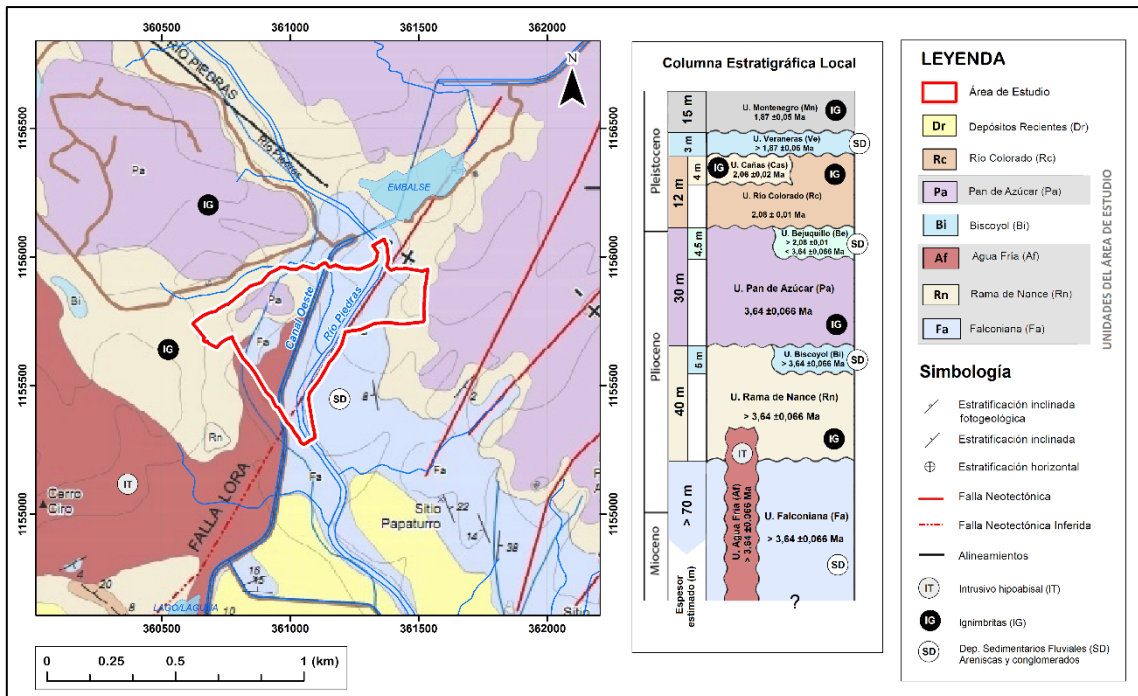 360500
361000
361500
362000
1156500
1156000
1155500
1155000
N
RÍO PIEDRAS
Río Piedras
Pa
IG
EMBALSE
Bi
Pa
Canal Oeste
Río Piedras
Fa
IG
SD
8
2
Rn
Fa
Cerro
Ciro
IT
FALLA LORA
Fa
Sitio
Papaturro
22
14
38
4
20
8
16
15
10
LAGO/LAGUNA
Sitio
360500
361000
361500
362000
0
0.25
0.5
1 (km)
Columna Estratigráfica Local
Pleistoceno
Plioceno
Mioceno
Espesor
estimado (m)
15 m
U. Montenegro (Mn)
1,87 ±0,05 Ma
IG
3 m
U. Veraneras (Ve)
> 1,87 ±0,05 Ma
SD
12 m
4 m
IG
U. Cañas (Cas)
2,06 ±0,02 Ma
IG
U. Río Colorado (Rc)
2,08 ± 0,01 Ma
4,5 m
U. Bejuquillo (Be)
> 2,08 ±0,01
< 3,64 ±0,066 Ma
SD
30 m
U. Pan de Azúcar (Pa)
3,64 ±0,066 Ma
IG
5 m
U. Biscoyol (Bi)
> 3,64 ±0,066 Ma
SD
40 m
U. Rama de Nance (Rn)
> 3,64 ±0,066 Ma
IG
IT
> 70 m
U. Agua Fría (Af)
> 3,64 ±0,066 Ma
U. Falconiana (Fa)
> 3,64 ±0,066 Ma
SD
?
LEYENDA
Área de Estudio
Dr Depósitos Recientes (Dr)
Rc Río Colorado (Rc)
Pa Pan de Azúcar (Pa)
Bi Biscoyol (Bi)
Af Agua Fría (Af)
Rn Rama de Nance (Rn)
Fa Falconiana (Fa)
UNIDADES DEL ÁREA DE ESTUDIO
Simbología
Estratificación inclinada
fotogeológica
Estratificación inclinada
Estratificación horizontal
Falla Neotectónica
Falla Neotectónica Inferida
Alineamientos
IT Intrusivo hipoabisal (IT)
IG Ignimbritas (IG)
SD Dep. Sedimentarios Fluviales (SD)
Areniscas y conglomerados